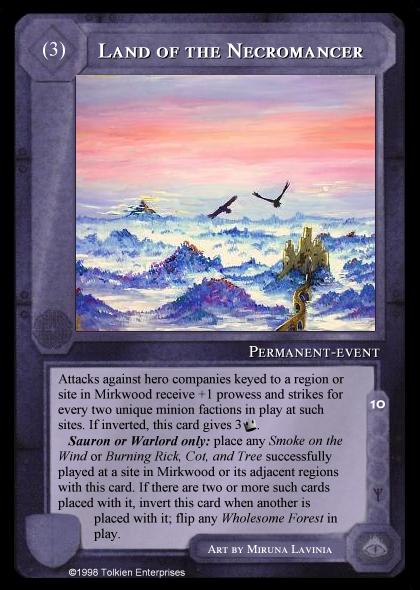 (3)
LAND OF THE NECROMANCER
PERMANENT-EVENT
Attacks against hero companies keyed to a region or
site in Mirkwood receive +1 prowess and strikes for
every two unique minion factions in play at such
sites. If inverted, this card gives 3
10
Sauron or Warlord only: place any Smoke on the
Wind or Burning Rick, Cot, and Tree successfully
played at a site in Mirkwood or its adjacent regions
with this card. If there are two or more such cards
placed with it, invert this card when another is
placed with it; flip any Wholesome Forest in
play.
ART BY MIRUNA LAVINIA
©1998 Tolkien Enterprises